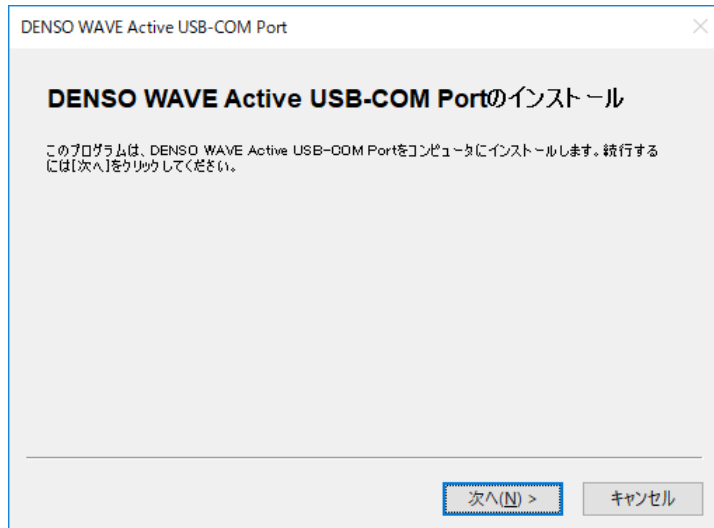 DENSO WAVE Active USB-COM Port
DENSO WAVE Active USB-COM Portのインストール
このプログラムは、DENSO WAVE Active USB-COM Portをコンピュータにインストールします。続行する
には[次へ]をクリックしてください。
次へ(N) >
キャンセル